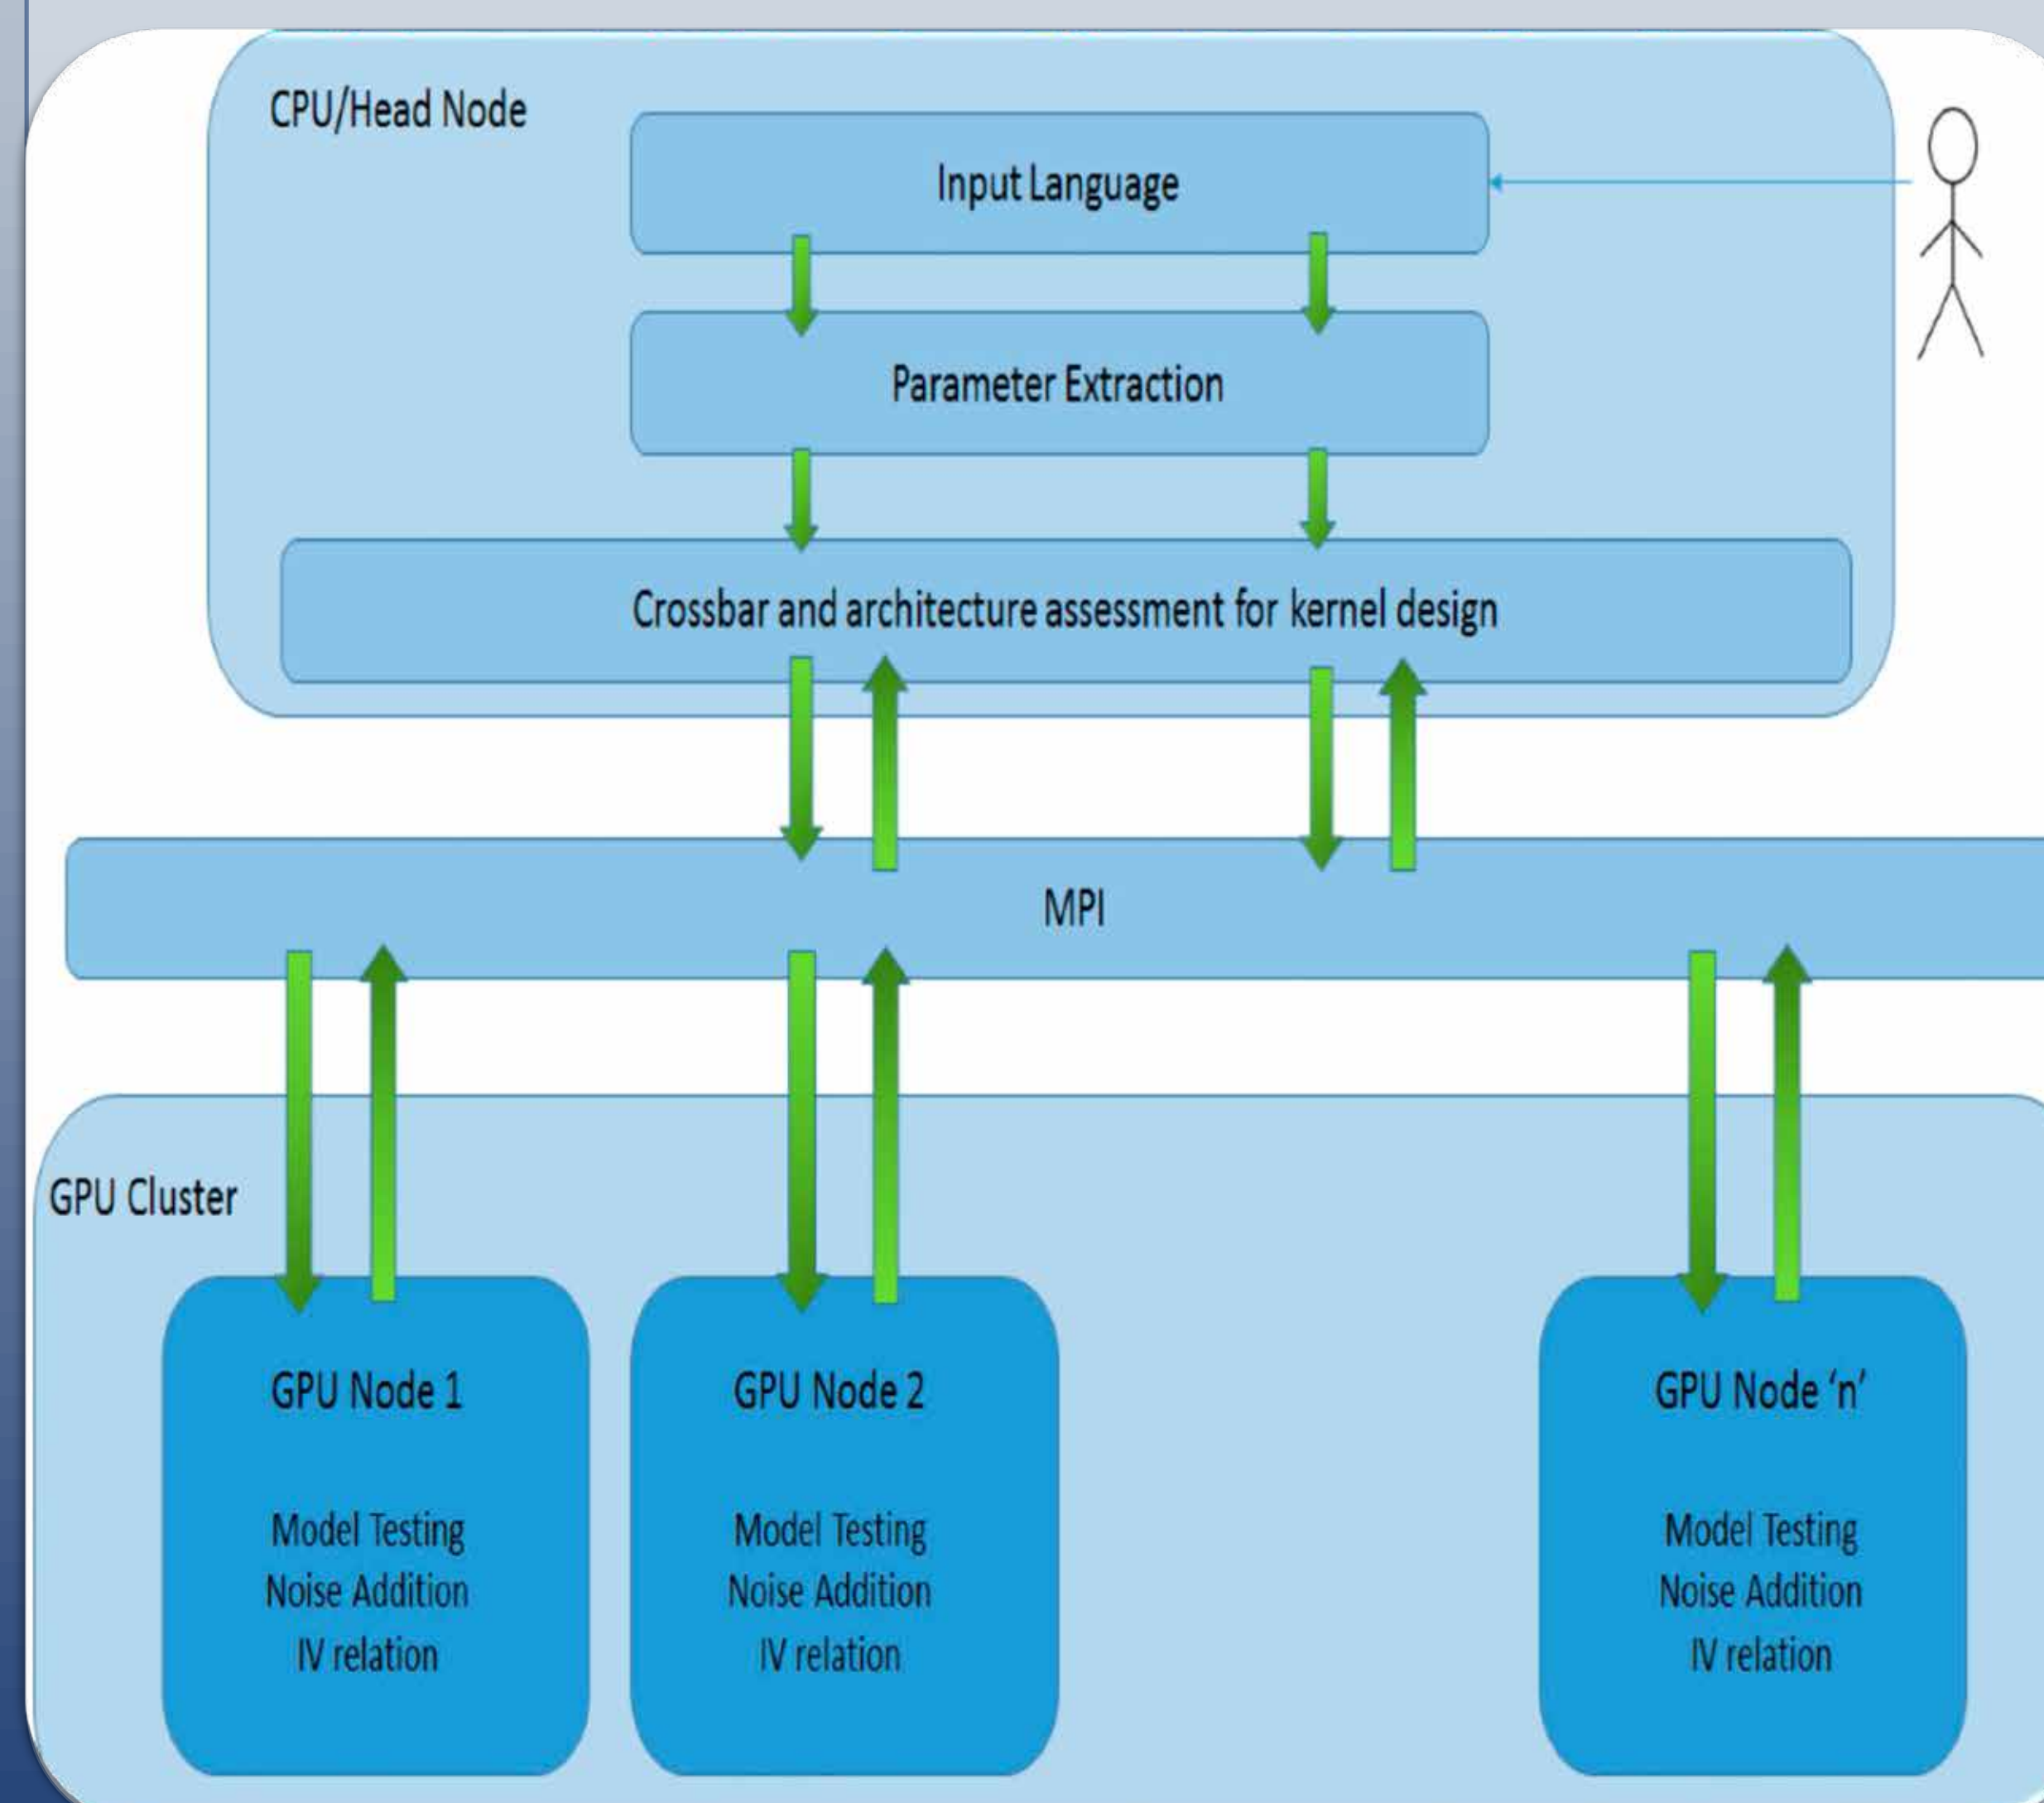 CPU/Head Node
Input Language
Parameter Extraction
Crossbar and architecture assessment for kernel design
MPI
GPU Cluster
GPU Node 1
Model Testing
Noise Addition
IV relation
GPU Node 2
Model Testing
Noise Addition
IV relation
GPU Node ‘n’
Model Testing
Noise Addition
IV relation